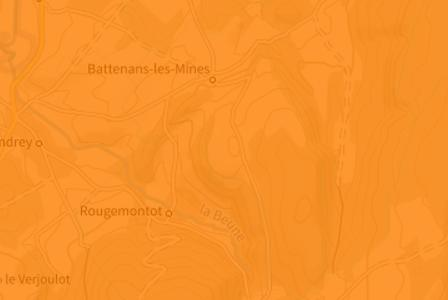 Battenans-les-Mines
ndrey
Rougemontot
la Beune
le Verjoulot